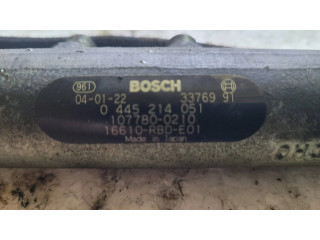 961 BOSCH
04-01-22 33769 91
0 445 214 051
107780-0210
16610-RBD-E01
Made in Japan